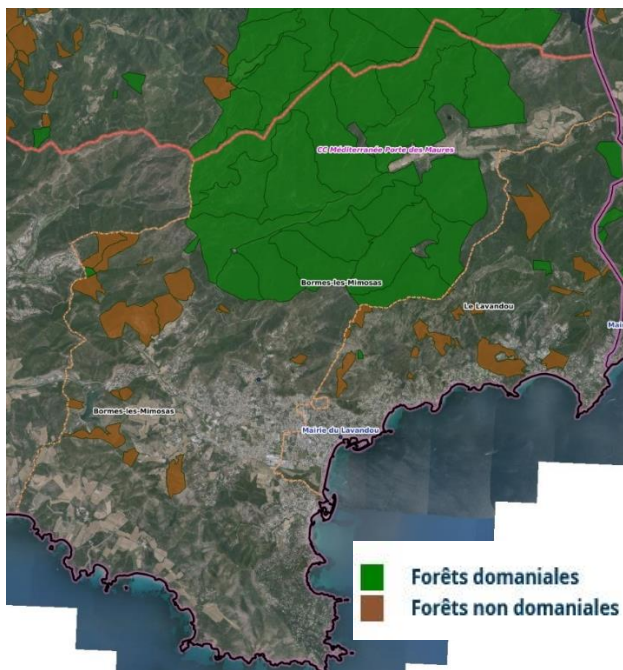 CC Méditerranée Porte des Maures
Bormes-les-Mimosas
Le Lavandou
Mai
Bormes-les-Mimosas
Mairie du Lavandou
Forêts domaniales
Forêts non domaniales